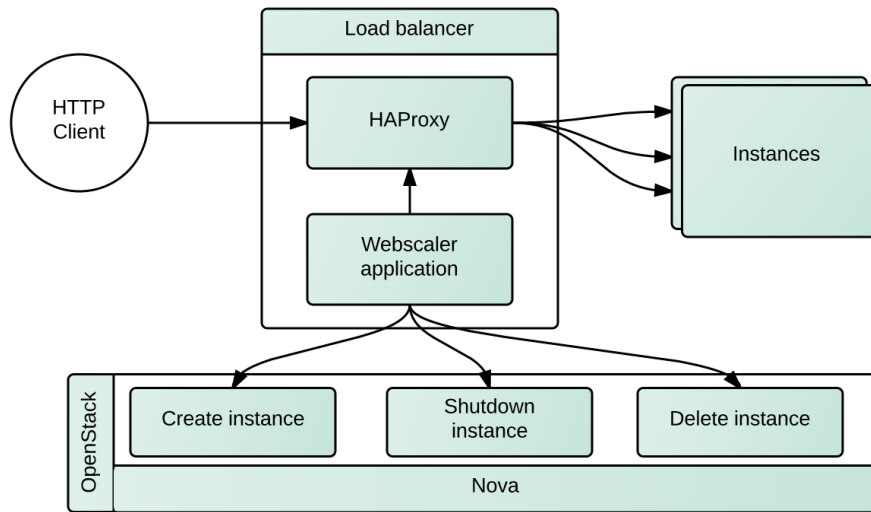 Load balancer
HTTP
Client
HAProxy
Instances
Webscaler
application
OpenStack
Create instance
Shutdown
instance
Delete instance
Nova